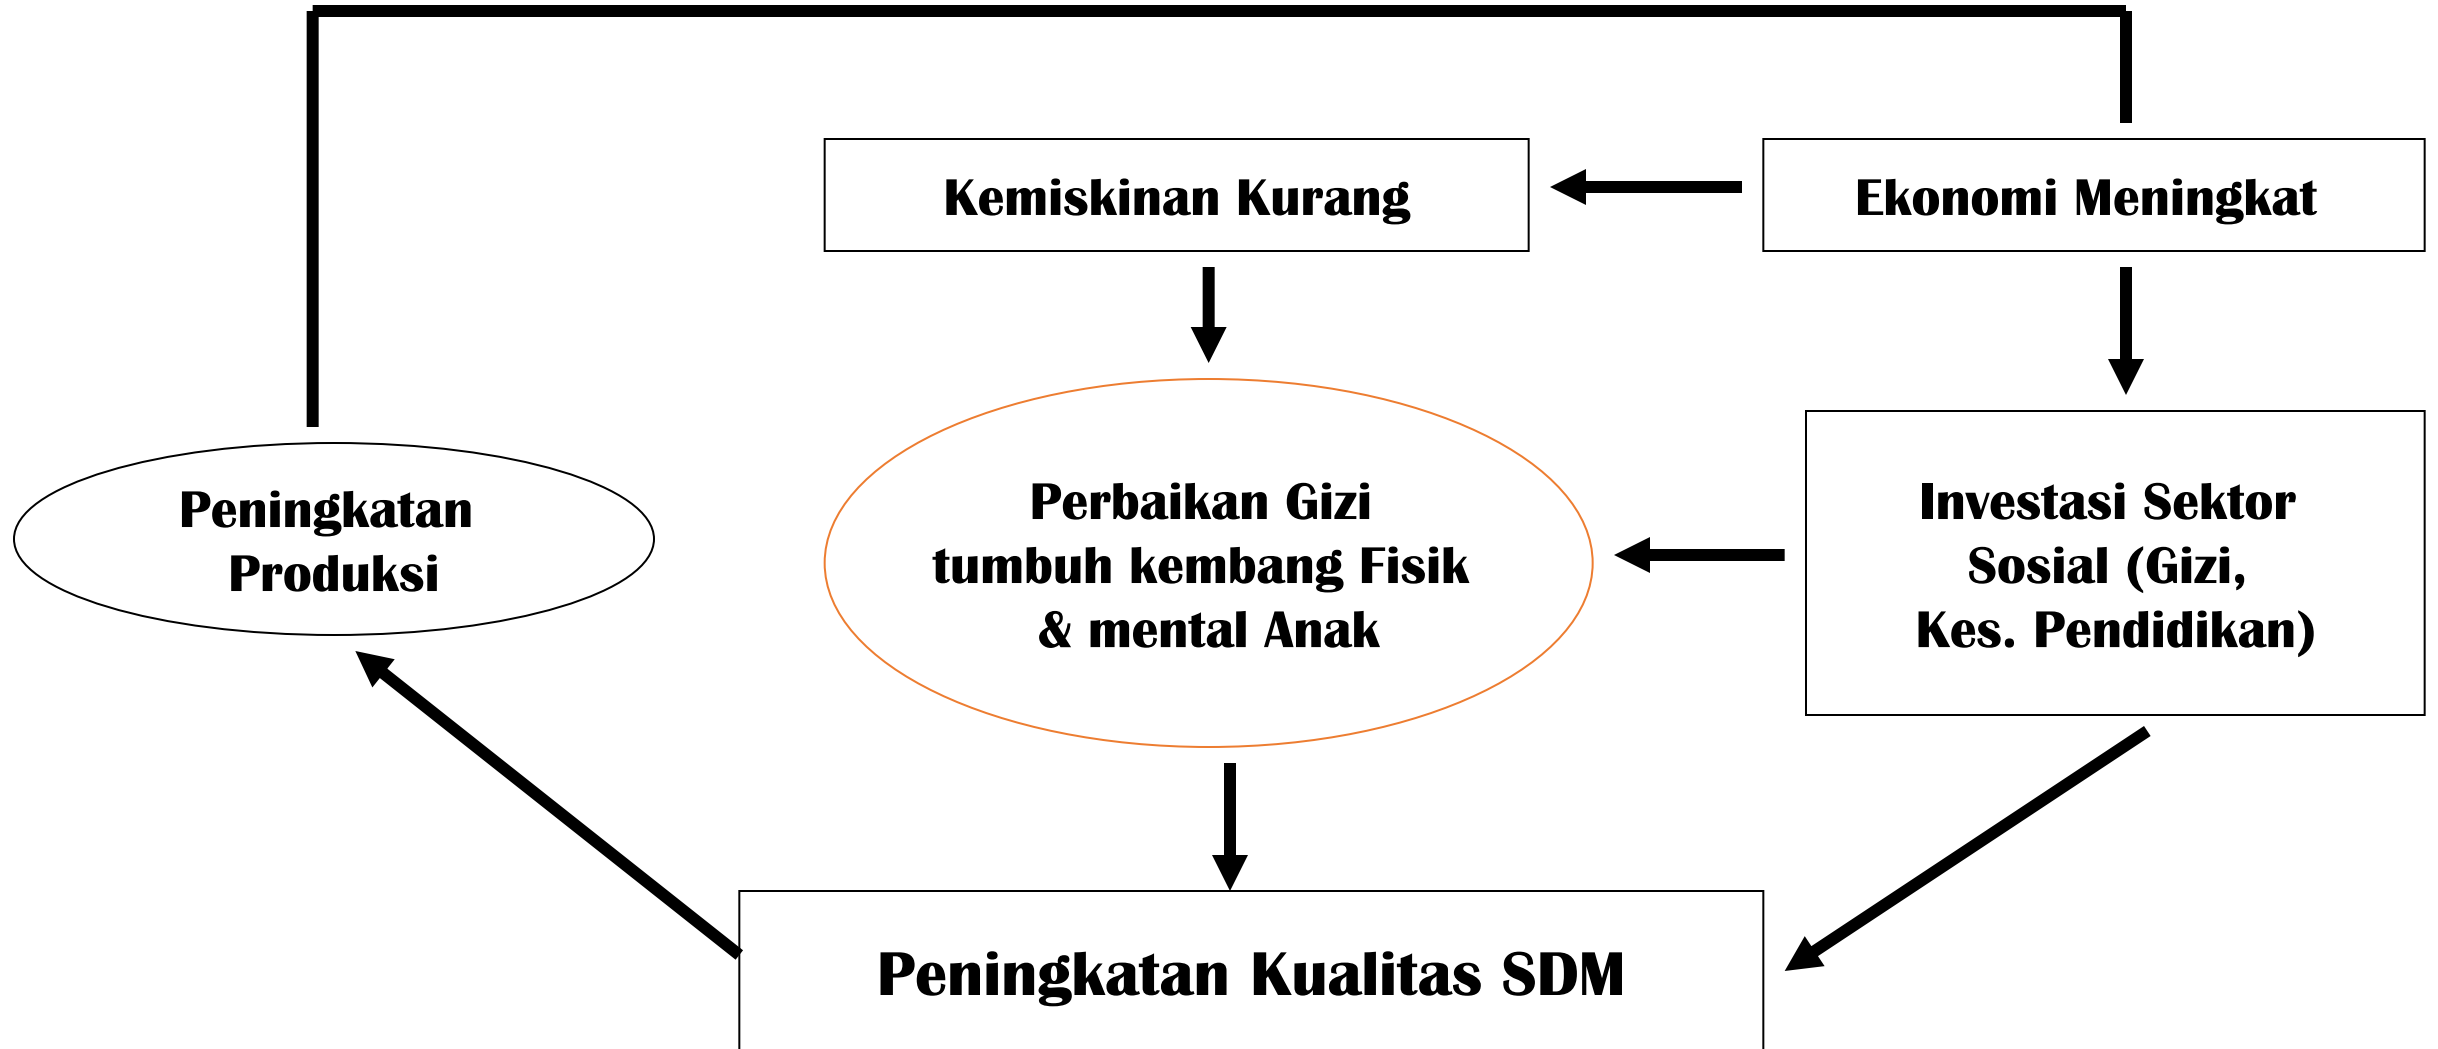 Kemiskinan Kurang
Ekonomi Meningkat
Peningkatan
Produksi
Perbaikan Gizi
tumbuh kembang Fisik
& mental Anak
Investasi Sektor
Sosial (Gizi,
Kes. Pendidikan)
Peningkatan Kualitas SDM